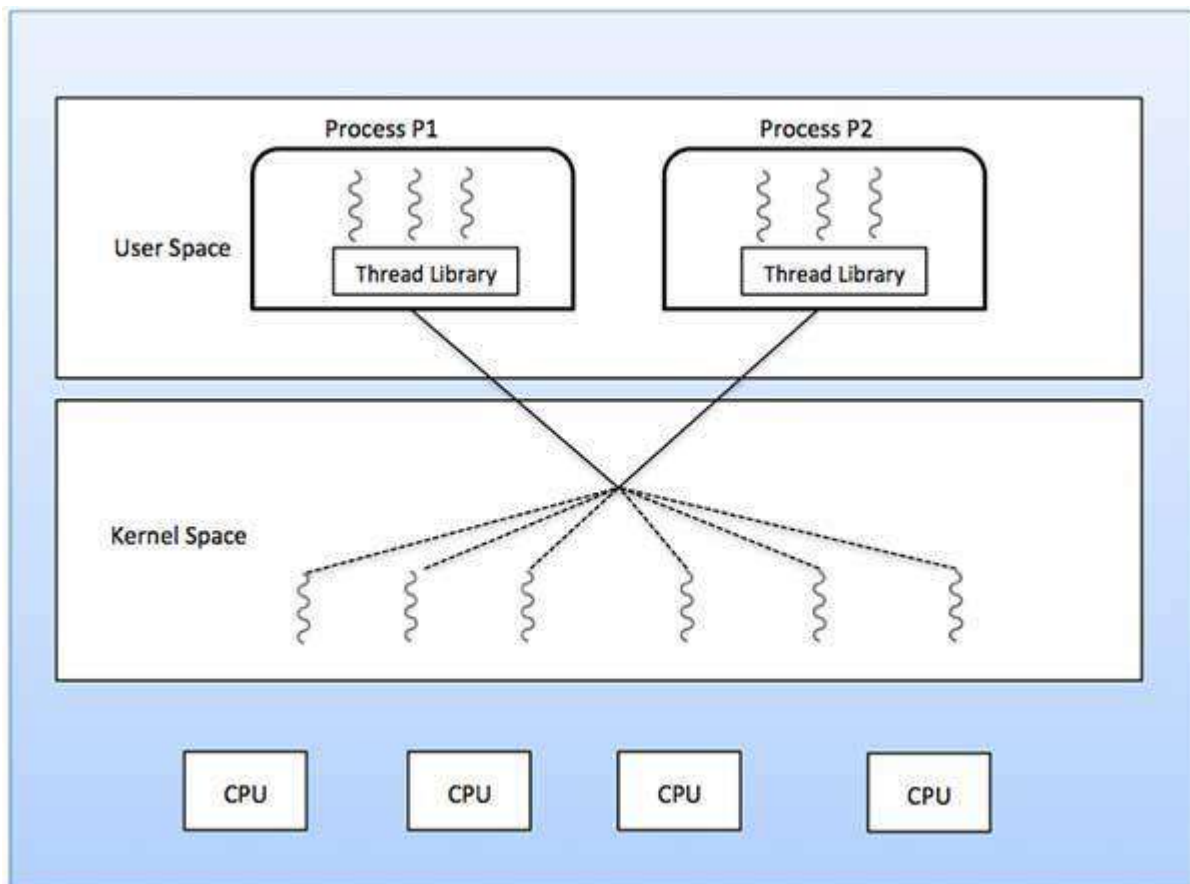 Process P1
Process P2
User Space
Thread Library
Thread Library
Kernel Space
CPU
CPU
CPU
CPU